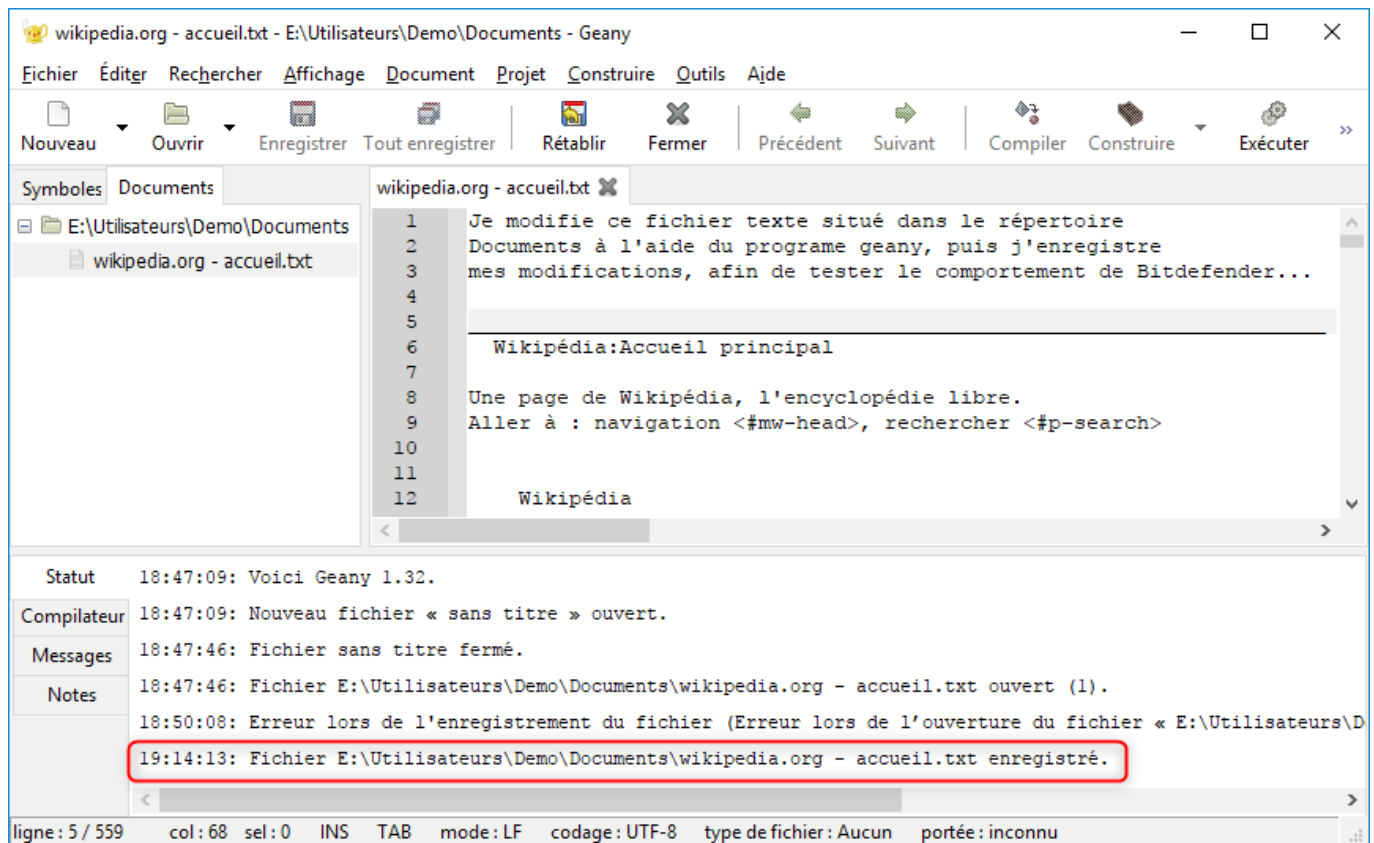 wikipedia.org - accueil.txt - E:\Utilisateurs\Demo\Documents - Geany
Fichier Éditer Rechercher Affichage Document Projet Construire Outils Aide
Nouveau Ouvrir Enregistrer Tout enregistrer Rétablir Fermer Précédent Suivant Compiler Construire Exécuter »
Symboles Documents
E:\Utilisateurs\Demo\Documents
wikipedia.org - accueil.txt
wikipedia.org - accueil.txt
1 Je modifie ce fichier texte situé dans le répertoire
2 Documents à l'aide du programe geany, puis j'enregistre
3 mes modifications, afin de tester le comportement de Bitdefender...
4
5 ____________________________________________________________________
6 Wikipédia:Accueil principal
7
8 Une page de Wikipédia, l'encyclopédie libre.
9 Aller à : navigation <#mw-head>, rechercher <#p-search>
10
11
12 Wikipédia
Statut
Compilateur
Messages
Notes
18:47:09: Voici Geany 1.32.
18:47:09: Nouveau fichier « sans titre » ouvert.
18:47:46: Fichier sans titre fermé.
18:47:46: Fichier E:\Utilisateurs\Demo\Documents\wikipedia.org - accueil.txt ouvert (1).
18:50:08: Erreur lors de l'enregistrement du fichier (Erreur lors de l’ouverture du fichier « E:\Utilisateurs\D
19:14:13: Fichier E:\Utilisateurs\Demo\Documents\wikipedia.org - accueil.txt enregistré.
ligne : 5 / 559 col : 68 sel : 0 INS TAB mode : LF codage : UTF-8 type de fichier : Aucun portée : inconnu